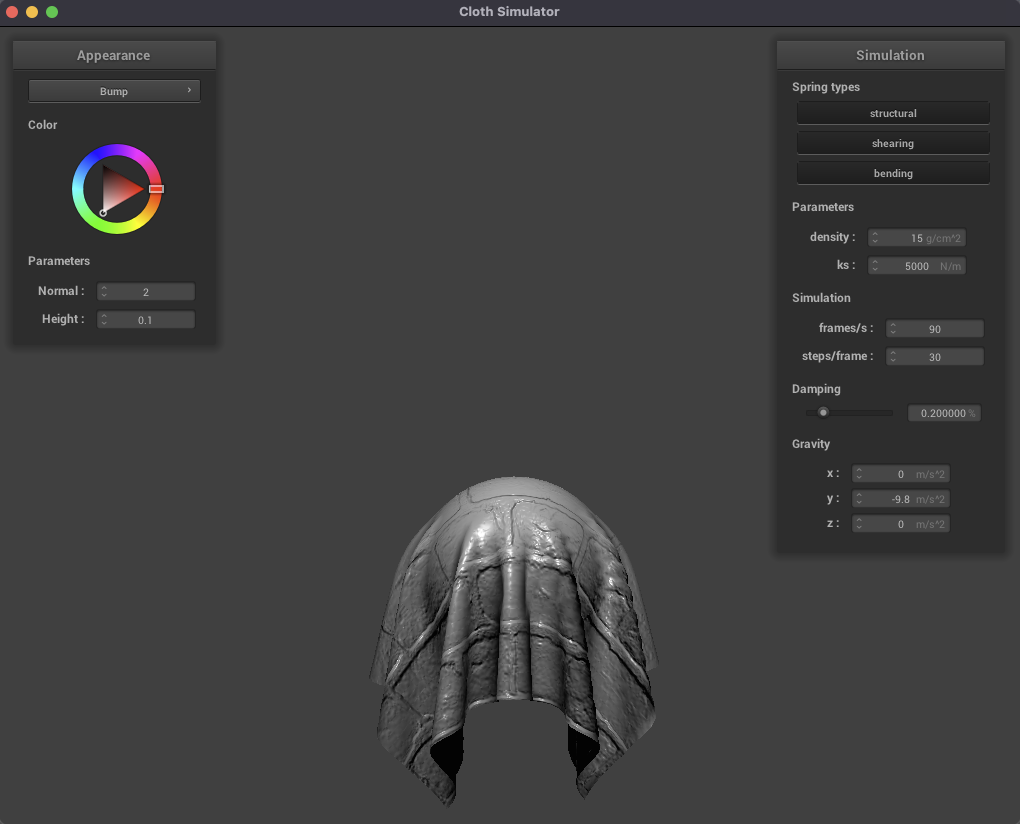 Cloth Simulator
Appearance
Bump
Color
Parameters
Normal : 2
Height : 0.1
Simulation
Spring types
structural
shearing
bending
Parameters
density : 15 g/cm^2
ks : 5000 N/m
Simulation
frames/s : 90
steps/frame : 30
Damping
0.200000 %
Gravity
x : 0 m/s^2
y : -9.8 m/s^2
z : 0 m/s^2